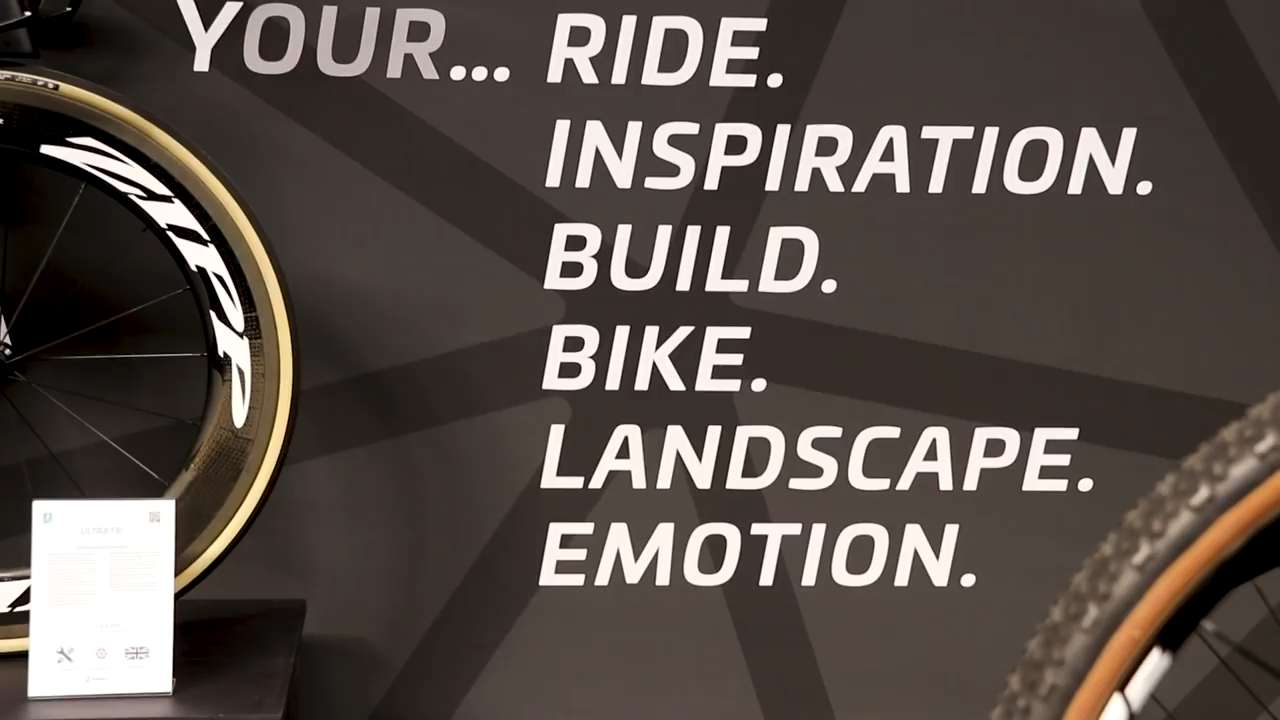 YOUR... RIDE.
INSPIRATION.
BUILD.
BIKE.
LANDSCAPE.
EMOTION.
ZIPP
ULTRA TRI